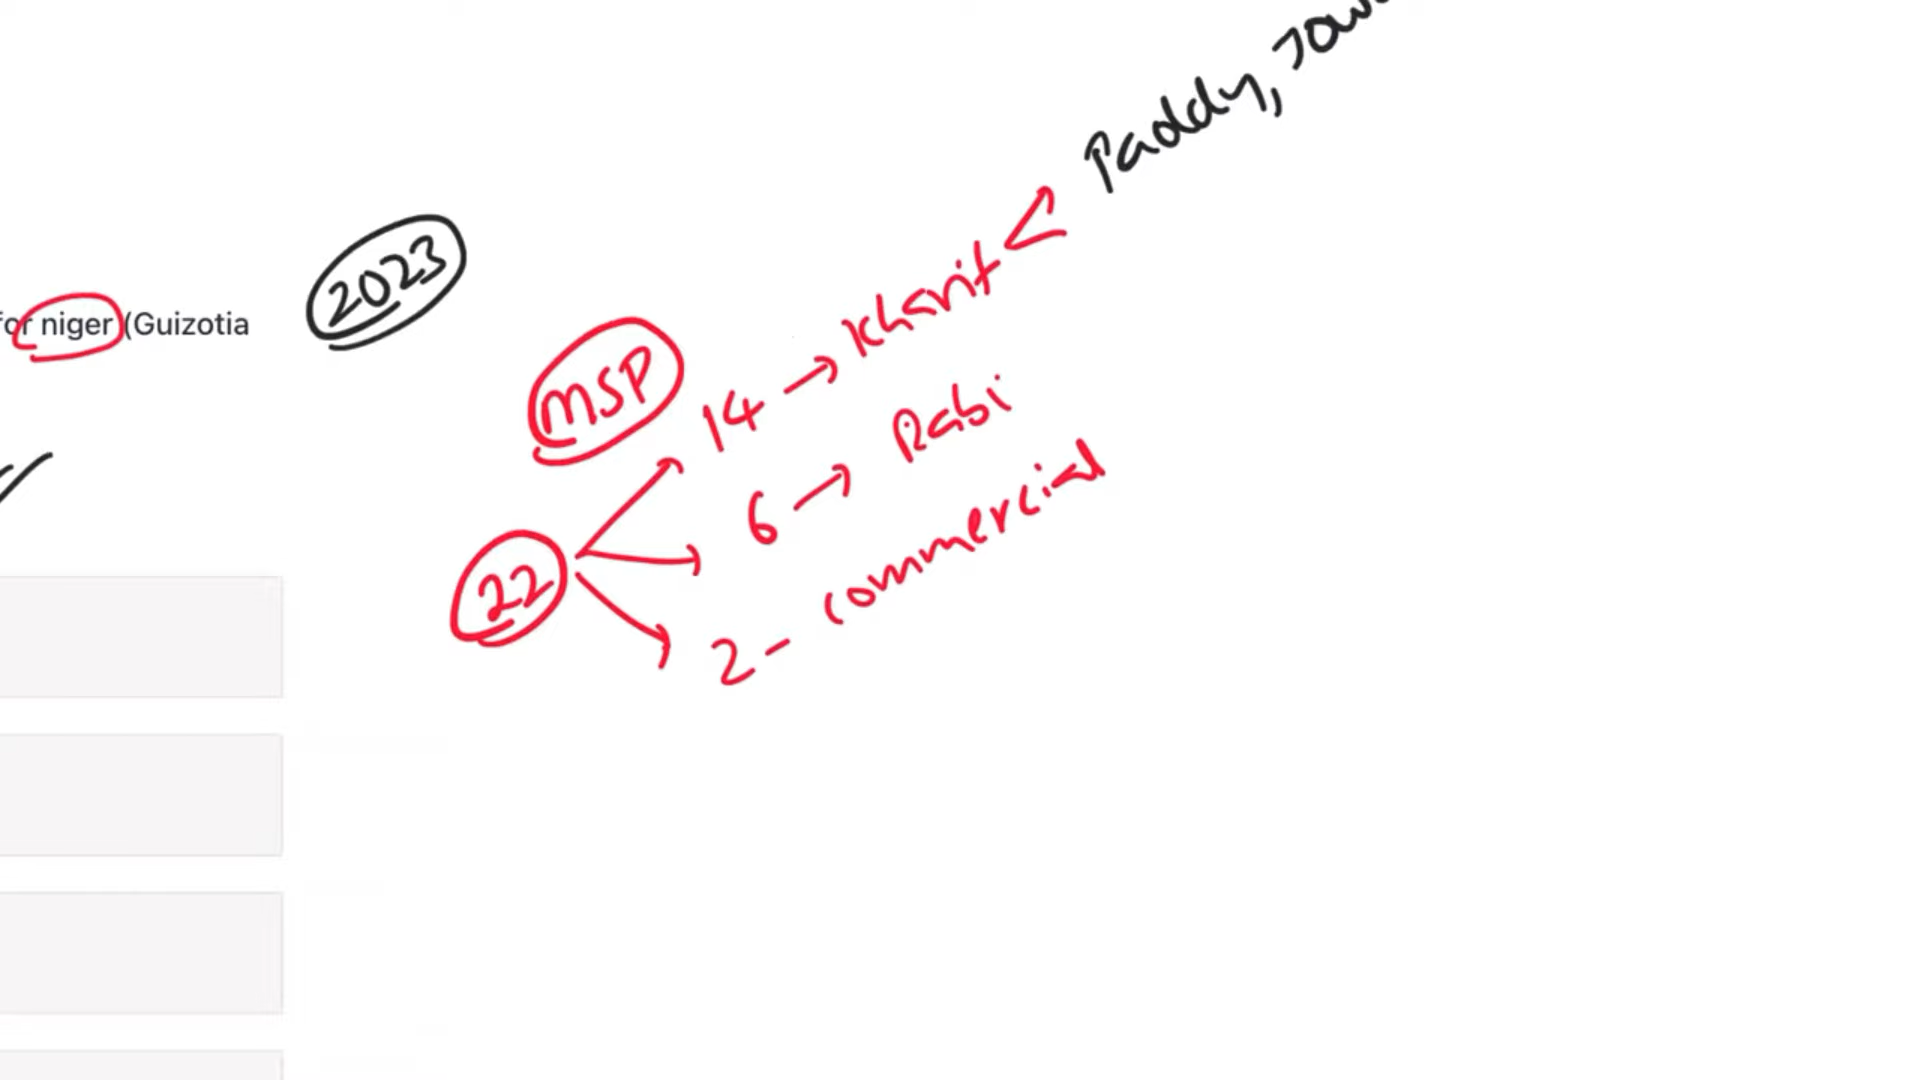 Paddy, Jow
2023
for niger (Guizotia
MSP
14 → Kharif
6 → Rabi
22
2 - commercial